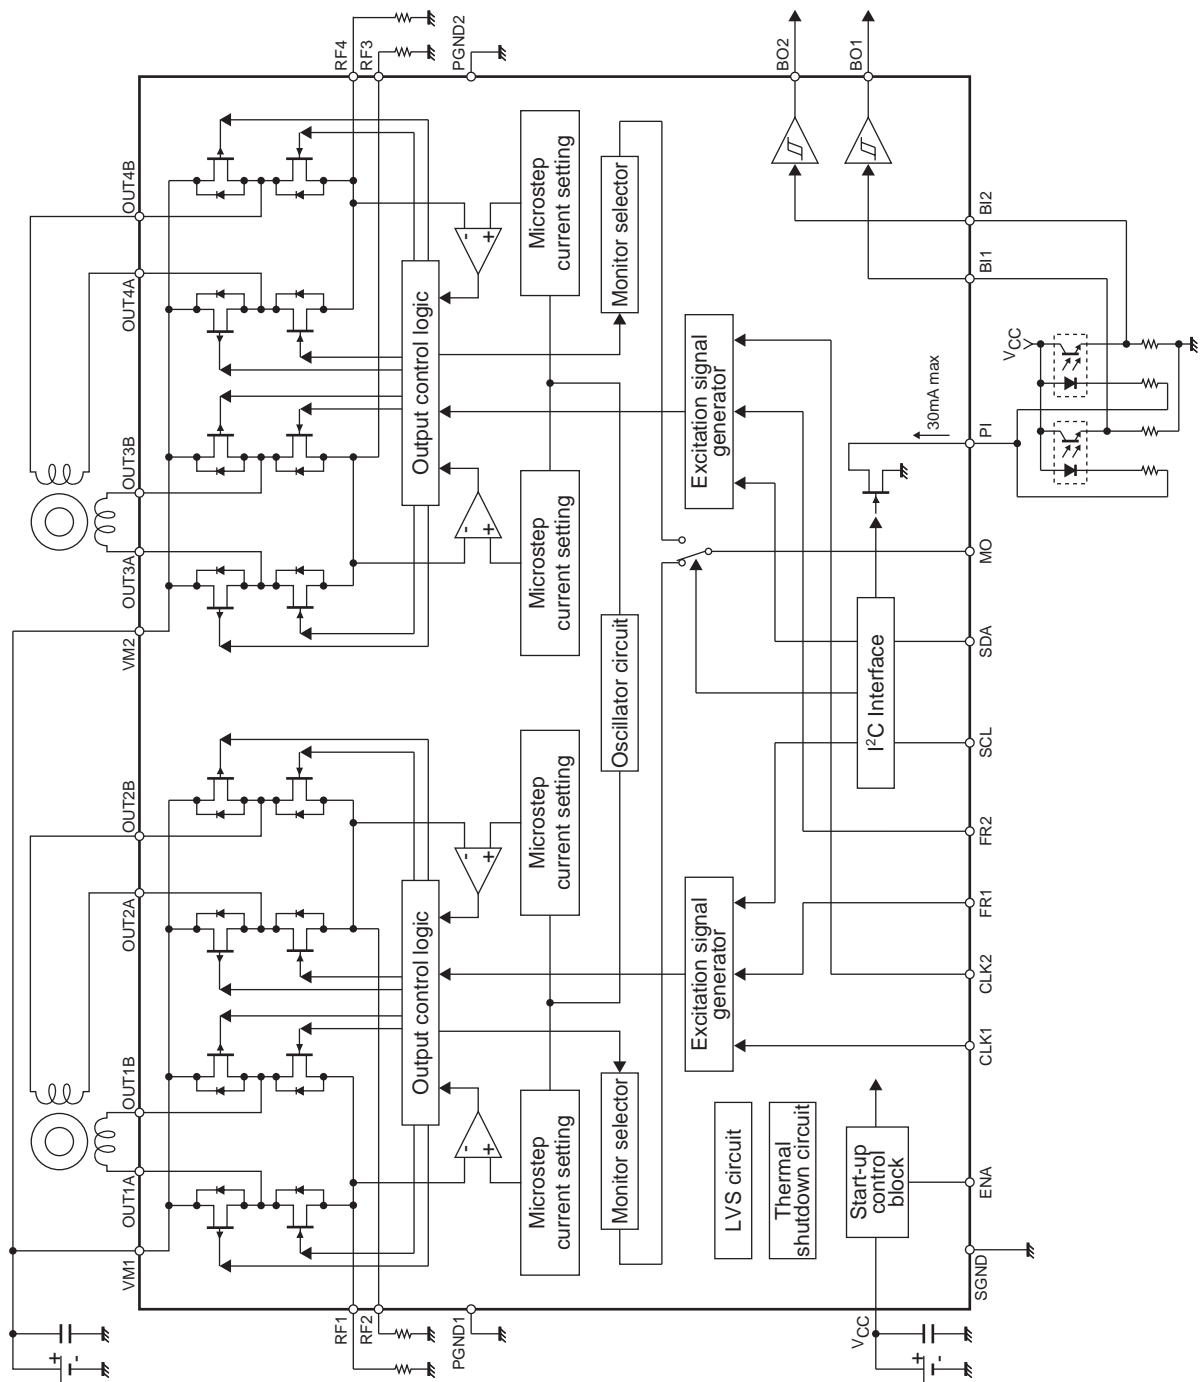 OUT4B
OUT4A
OUT3B
OUT3A
VM2
OUT2B
OUT2A
OUT1B
OUT1A
VM1
+
-
RF4
RF3
PGND2
Output control logic
-
+
-
+
Microstep
current setting
Microstep
current setting
Monitor selector
Excitation signal
generator
Oscillator circuit
Output control logic
-
+
-
+
Microstep
current setting
Microstep
current setting
Monitor selector
Excitation signal
generator
RF1
RF2
PGND1
LVS circuit
Thermal
shutdown circuit
Start-up
control
block
I²C Interface
BO2
BO1
BI2
BI1
VCC
30mA max
PI
MO
SDA
SCL
FR2
FR1
CLK2
CLK1
ENA
SGND
VCC
+
-